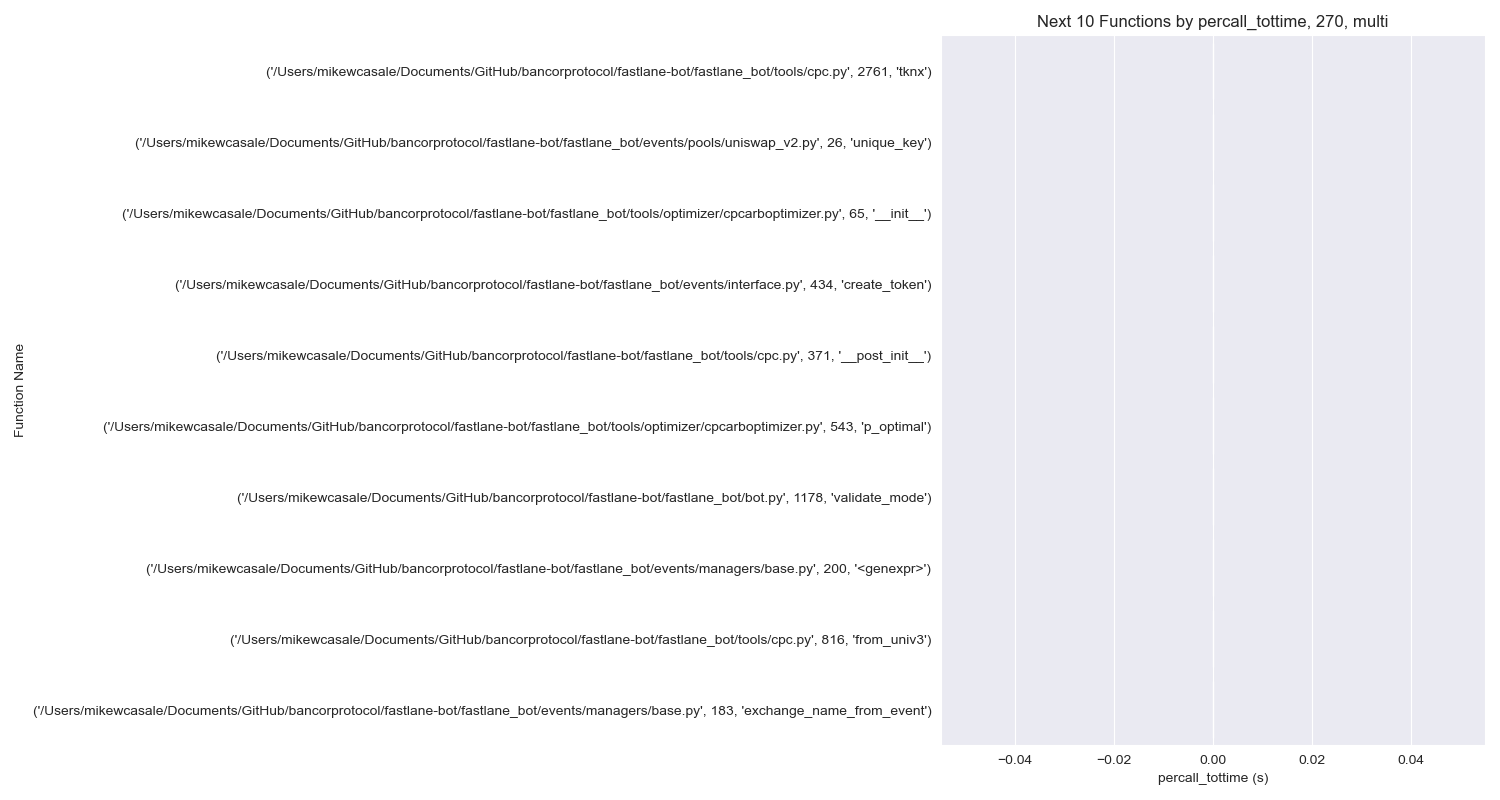 Next 10 Functions by percall_tottime, 270, multi
('/Users/mikewcasale/Documents/GitHub/bancorprotocol/fastlane-bot/fastlane_bot/tools/cpc.py', 2761, 'tknx')
('/Users/mikewcasale/Documents/GitHub/bancorprotocol/fastlane-bot/fastlane_bot/events/pools/uniswap_v2.py', 26, 'unique_key')
('/Users/mikewcasale/Documents/GitHub/bancorprotocol/fastlane-bot/fastlane_bot/tools/optimizer/cpcarboptimizer.py', 65, '__init__')
('/Users/mikewcasale/Documents/GitHub/bancorprotocol/fastlane-bot/fastlane_bot/events/interface.py', 434, 'create_token')
('/Users/mikewcasale/Documents/GitHub/bancorprotocol/fastlane-bot/fastlane_bot/tools/cpc.py', 371, '__post_init__')
('/Users/mikewcasale/Documents/GitHub/bancorprotocol/fastlane-bot/fastlane_bot/tools/optimizer/cpcarboptimizer.py', 543, 'p_optimal')
('/Users/mikewcasale/Documents/GitHub/bancorprotocol/fastlane-bot/fastlane_bot/bot.py', 1178, 'validate_mode')
('/Users/mikewcasale/Documents/GitHub/bancorprotocol/fastlane-bot/fastlane_bot/events/managers/base.py', 200, '<genexpr>')
('/Users/mikewcasale/Documents/GitHub/bancorprotocol/fastlane-bot/fastlane_bot/tools/cpc.py', 816, 'from_univ3')
('/Users/mikewcasale/Documents/GitHub/bancorprotocol/fastlane-bot/fastlane_bot/events/managers/base.py', 183, 'exchange_name_from_event')
Function Name
−0.04 −0.02 0.00 0.02 0.04
percall_tottime (s)